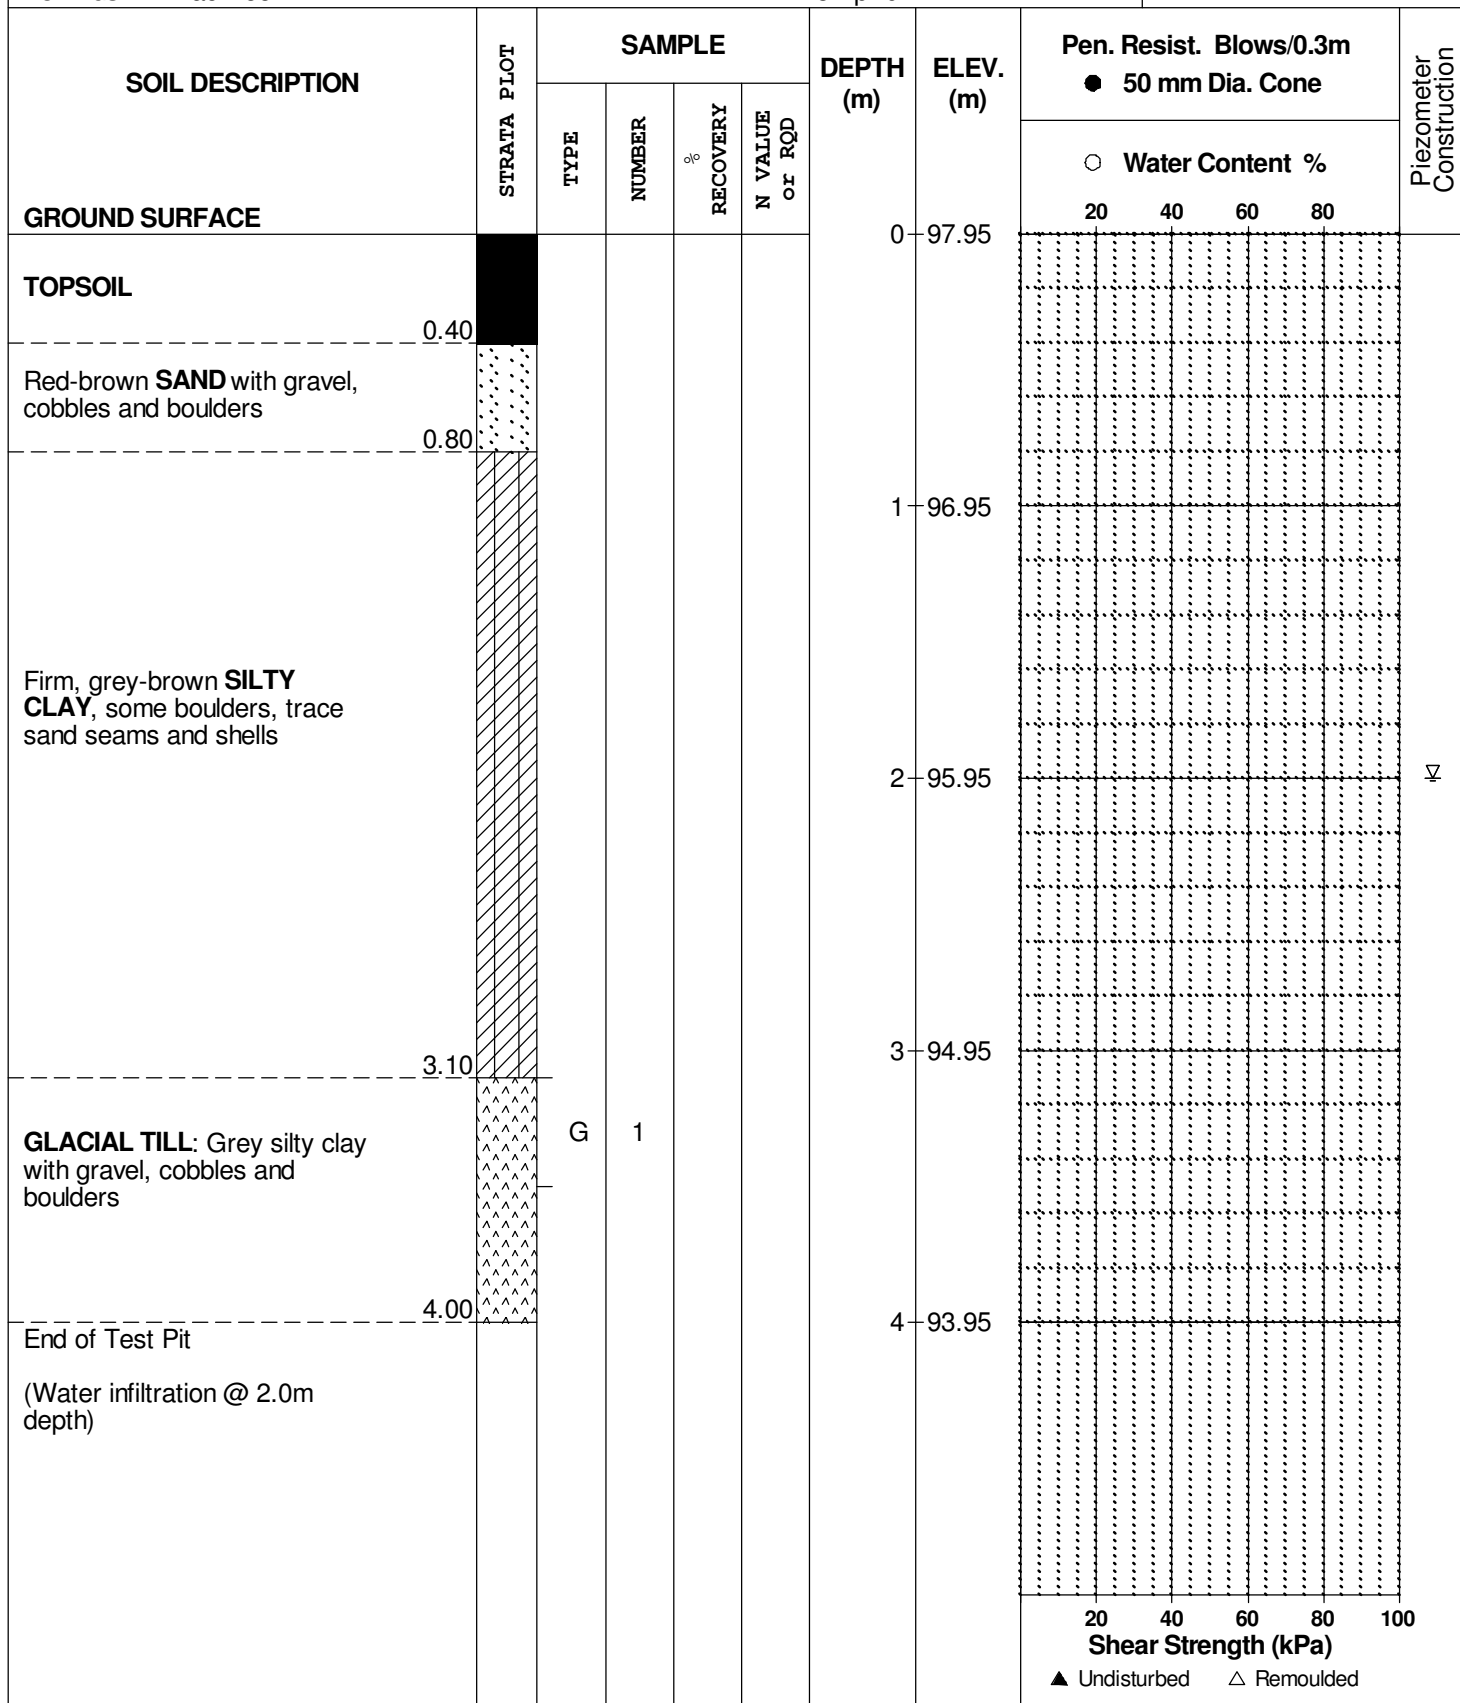 SOIL DESCRIPTION
GROUND SURFACE
STRATA PLOT
SAMPLE
TYPE
NUMBER
%
RECOVERY
N VALUE
or RQD
DEPTH
(m)
ELEV.
(m)
Pen. Resist. Blows/0.3m
● 50 mm Dia. Cone
○ Water Content %
20 40 60 80
Piezometer
Construction
0 97.95
TOPSOIL
0.40
Red-brown SAND with gravel,
cobbles and boulders
0.80
1 96.95
Firm, grey-brown SILTY
CLAY, some boulders, trace
sand seams and shells
2 95.95
3 94.95
3.10
GLACIAL TILL: Grey silty clay
with gravel, cobbles and
boulders
G 1
4.00
4 93.95
End of Test Pit
(Water infiltration @ 2.0m
depth)
20 40 60 80 100
Shear Strength (kPa)
▲ Undisturbed △ Remoulded